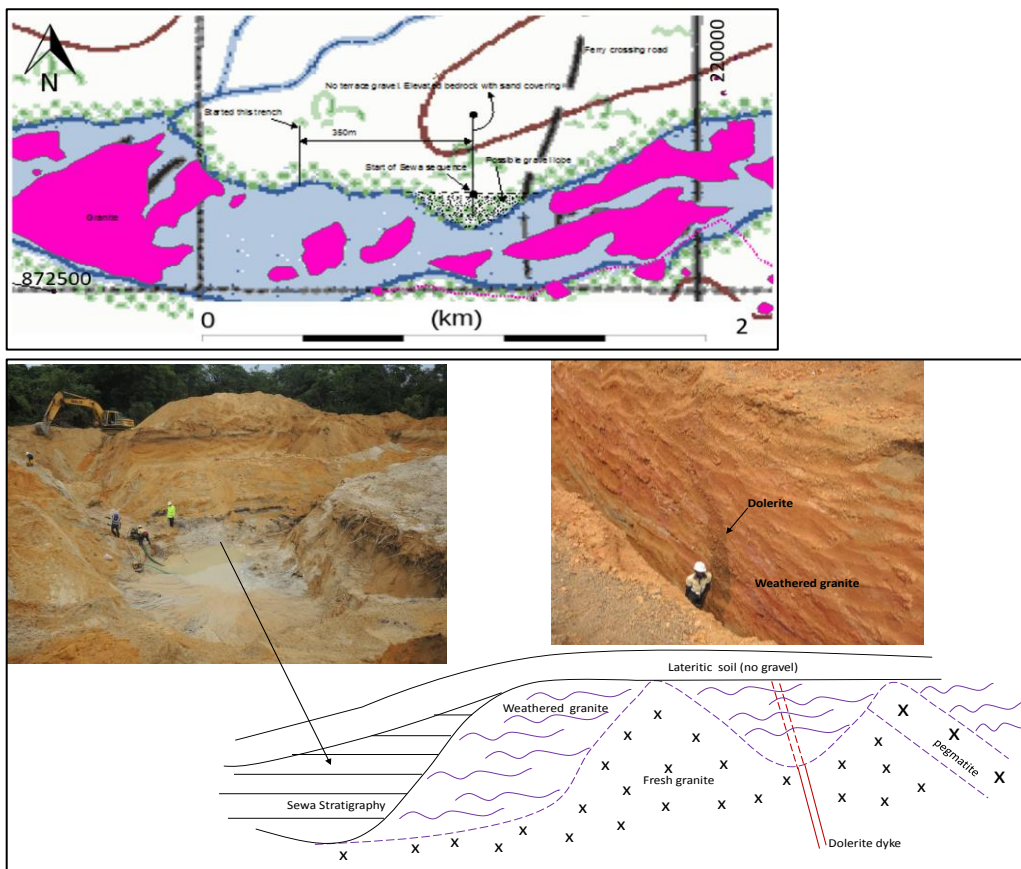 N
220000
Ferry crossing road
No terrace gravel. Elevated bedrock with sand covering
Started this trench
350m
Start of Sewa sequence
Possible gravel lope
Granite
872500
0
(km)
2
Dolerite
Weathered granite
Lateritic soil (no gravel)
Weathered granite
X
X
X
X
X
X
pegmatite
X
X
X
X
X
X
Fresh granite
X
X
X
X
X
X
X
X
X
Sewa Stratigraphy
X
X
X
X
X
X
X
Dolerite dyke